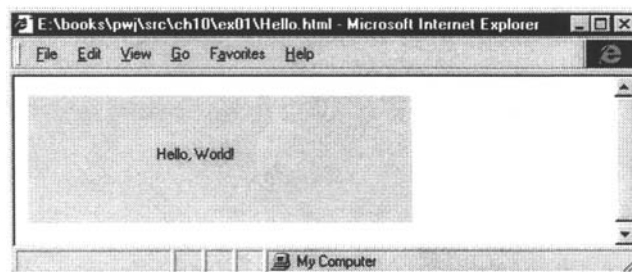 E:\books\pwj\src\ch10\ex01\Hello.html - Microsoft Internet Explorer
File Edit View Go Favorites Help
Hello, World!
My Computer